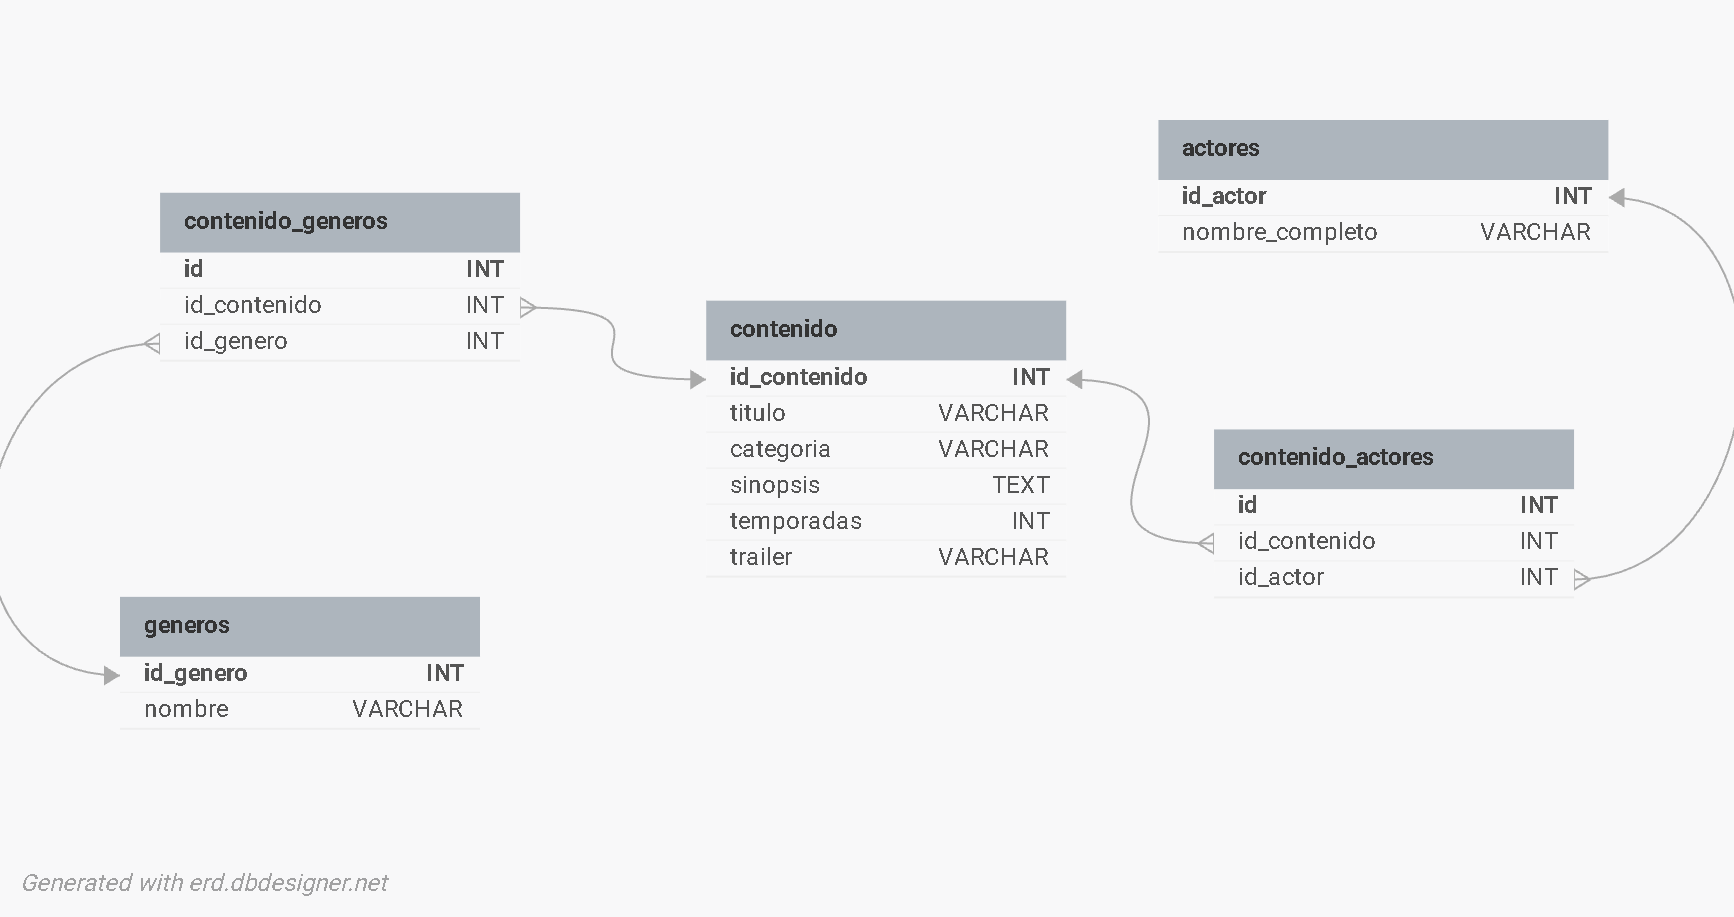 contenido_generos
id INT
id_contenido INT
id_genero INT
generos
id_genero INT
nombre VARCHAR
contenido
id_contenido INT
titulo VARCHAR
categoria VARCHAR
sinopsis TEXT
temporadas INT
trailer VARCHAR
actores
id_actor INT
nombre_completo VARCHAR
contenido_actores
id INT
id_contenido INT
id_actor INT
Generated with erd.dbdesigner.net